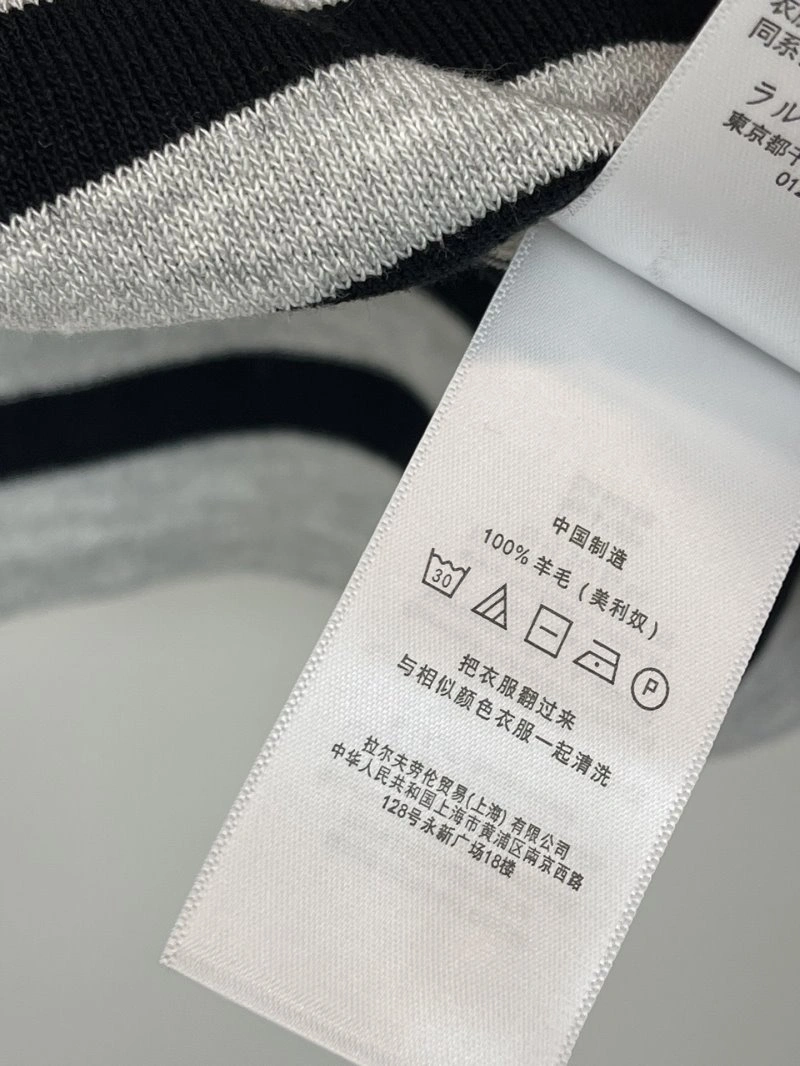 同系
ラル
東京都千
012
中国制造
100% 羊毛 (美利奴)
30
P
把衣服翻过来
与相似颜色衣服一起清洗
拉尔夫劳伦贸易(上海) 有限公司
中华人民共和国上海市黄浦区南京西路
128号永新广场18楼